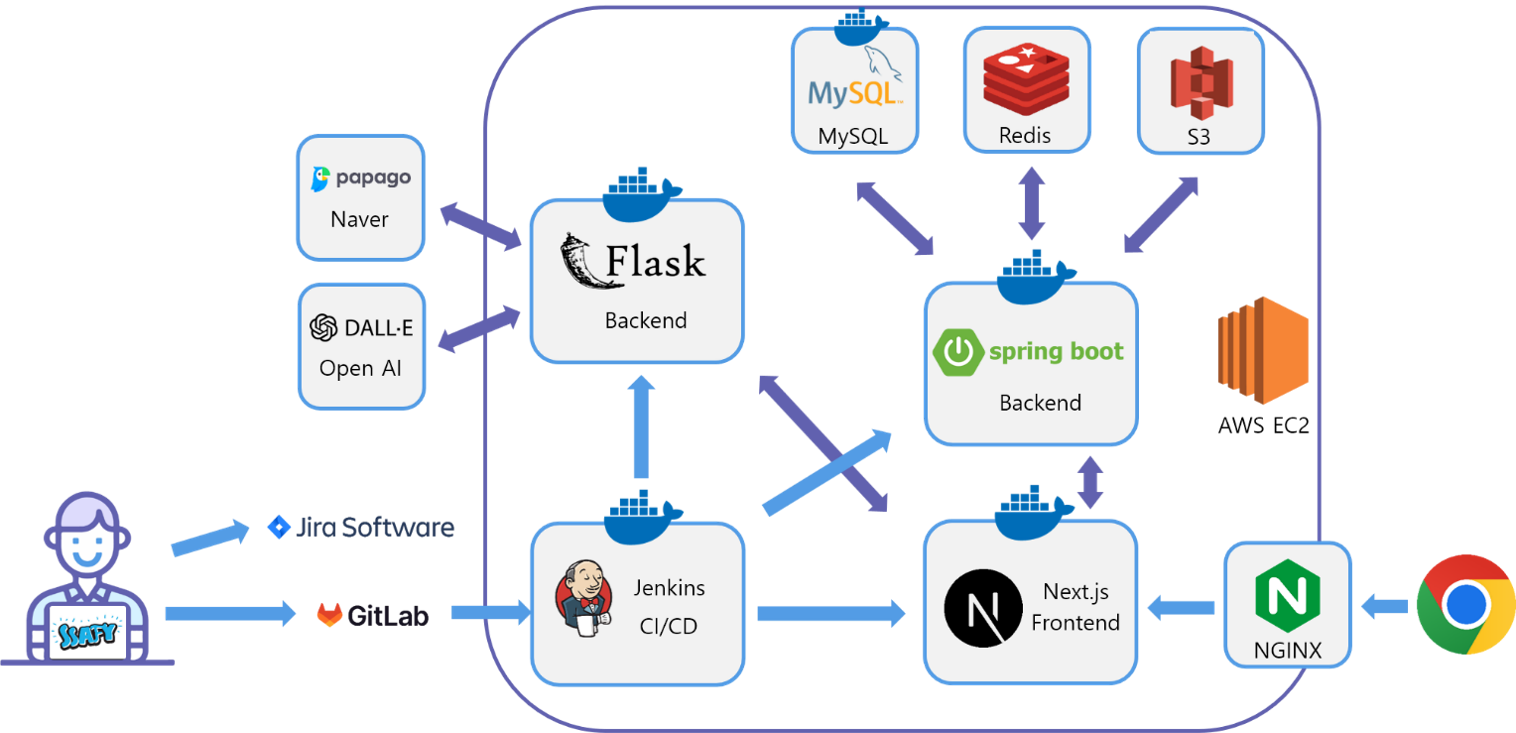 MySQL™
MySQL
Redis
S3
papago
Naver
Flask
Backend
DALL·E
Open AI
spring boot
Backend
AWS EC2
Jira Software
SSAFY
GitLab
Jenkins
CI/CD
N
Next.js
Frontend
N
NGINX